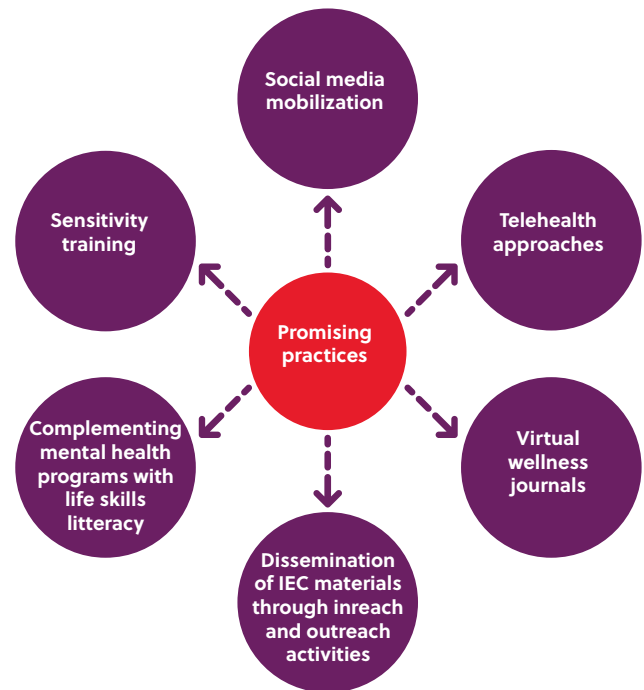 Social media
mobilization
Sensitivity
training
Telehealth
approaches
Promising
practices
Complementing
mental health
programs with
life skills
litteracy
Virtual
wellness
journals
Dissemination
of IEC materials
through inreach
and outreach
activities